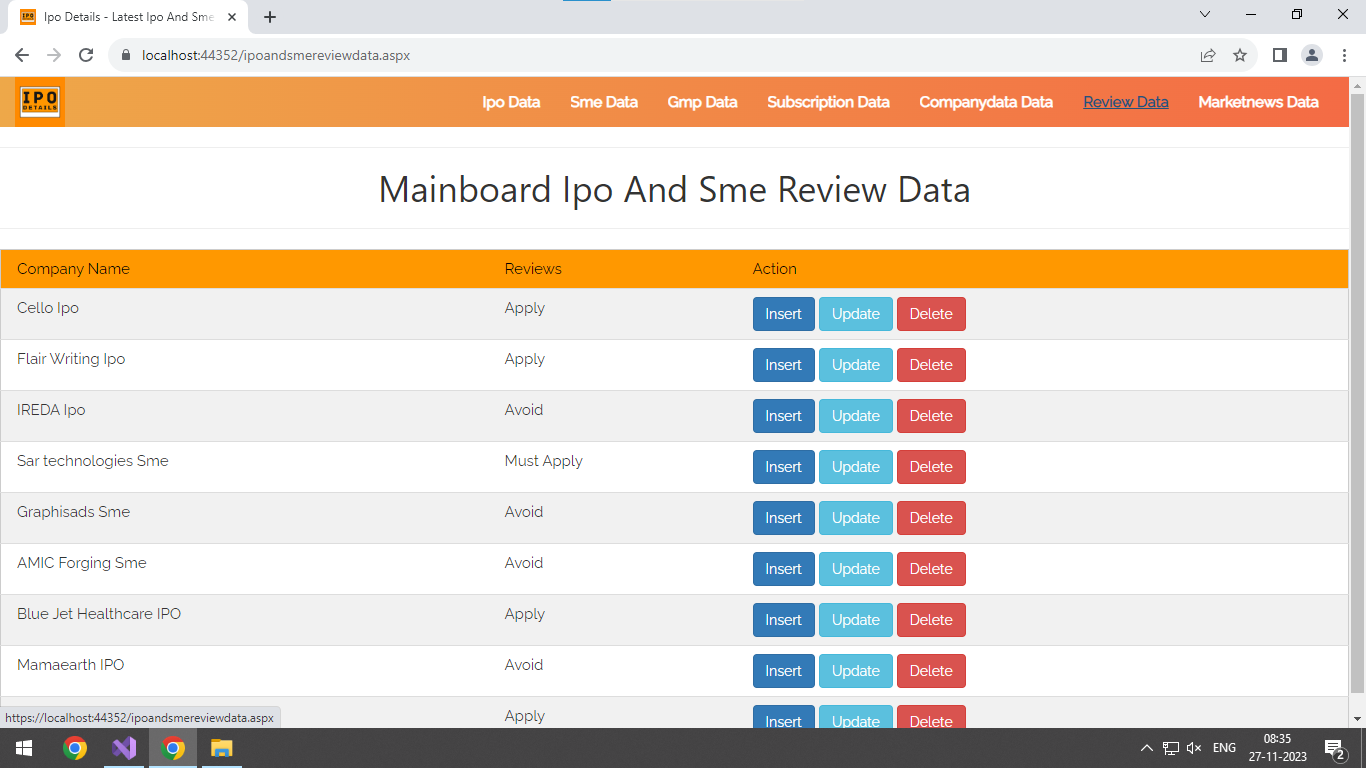 Ipo Details - Latest Ipo And Sme
localhost:44352/ipoandsmereviewdata.aspx
IPO
DETAILS
Ipo Data Sme Data Gmp Data Subscription Data Companydata Data Review Data Marketnews Data
Mainboard Ipo And Sme Review Data
Company Name Reviews Action
Cello Ipo Apply Insert Update Delete
Flair Writing Ipo Apply Insert Update Delete
IREDA Ipo Avoid Insert Update Delete
Sar technologies Sme Must Apply Insert Update Delete
Graphisads Sme Avoid Insert Update Delete
AMIC Forging Sme Avoid Insert Update Delete
Blue Jet Healthcare IPO Apply Insert Update Delete
Mamaearth IPO Avoid Insert Update Delete
Apply Insert Update Delete
https://localhost:44352/ipoandsmereviewdata.aspx
ENG
08:35
27-11-2023
2